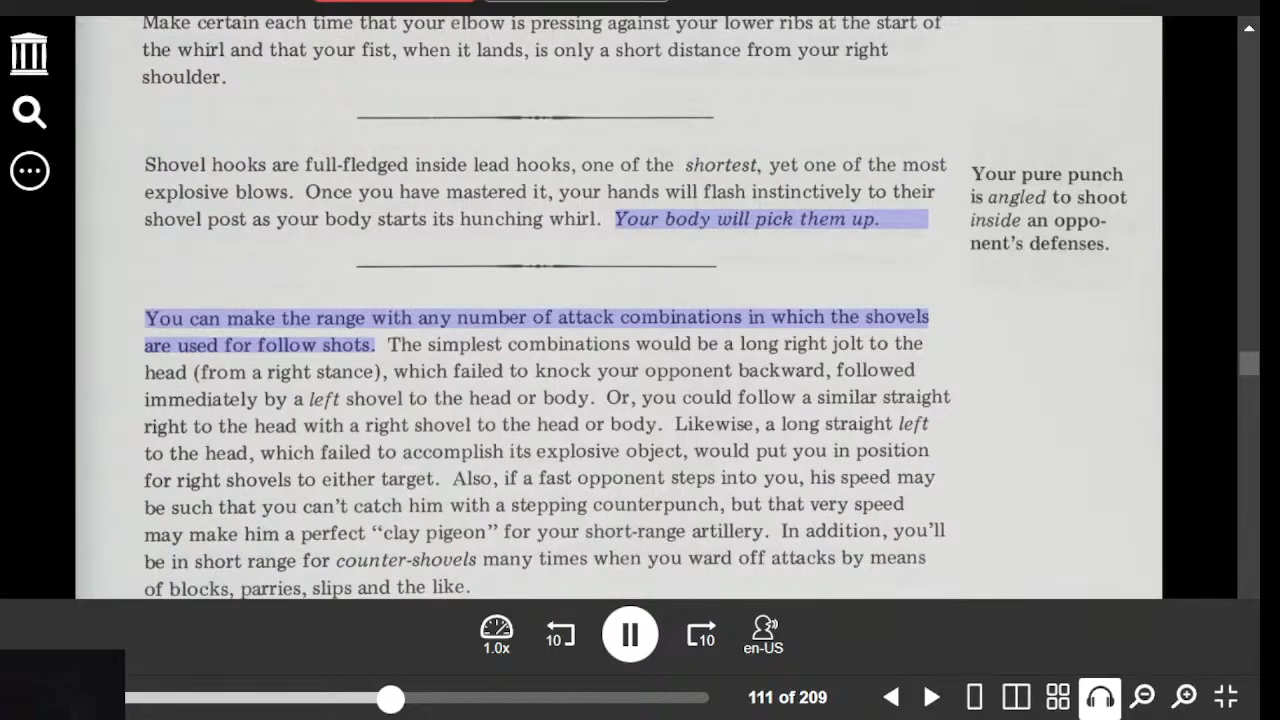 Make certain each time that your elbow is pressing against your lower ribs at the start of
the whirl and that your fist, when it lands, is only a short distance from your right
shoulder.
Shovel hooks are full-fledged inside lead hooks, one of the shortest, yet one of the most
explosive blows. Once you have mastered it, your hands will flash instinctively to their
shovel post as your body starts its hunching whirl. Your body will pick them up.
Your pure punch
is angled to shoot
inside an oppo-
nent's defenses.
You can make the range with any number of attack combinations in which the shovels
are used for follow shots. The simplest combinations would be a long right jolt to the
head (from a right stance), which failed to knock your opponent backward, followed
immediately by a left shovel to the head or body. Or, you could follow a similar straight
right to the head with a right shovel to the head or body. Likewise, a long straight left
to the head, which failed to accomplish its explosive object, would put you in position
for right shovels to either target. Also, if a fast opponent steps into you, his speed may
be such that you can't catch him with a stepping counterpunch, but that very speed
may make him a perfect "clay pigeon" for your short-range artillery. In addition, you'll
be in short range for counter-shovels many times when you ward off attacks by means
of blocks, parries, slips and the like.
1.0x
10
10
en-US
111 of 209